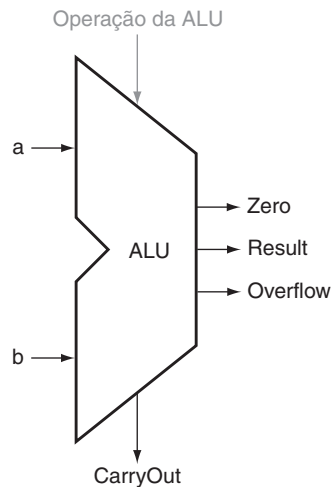 Operação da ALU
a
Zero
ALU
Result
Overflow
b
CarryOut